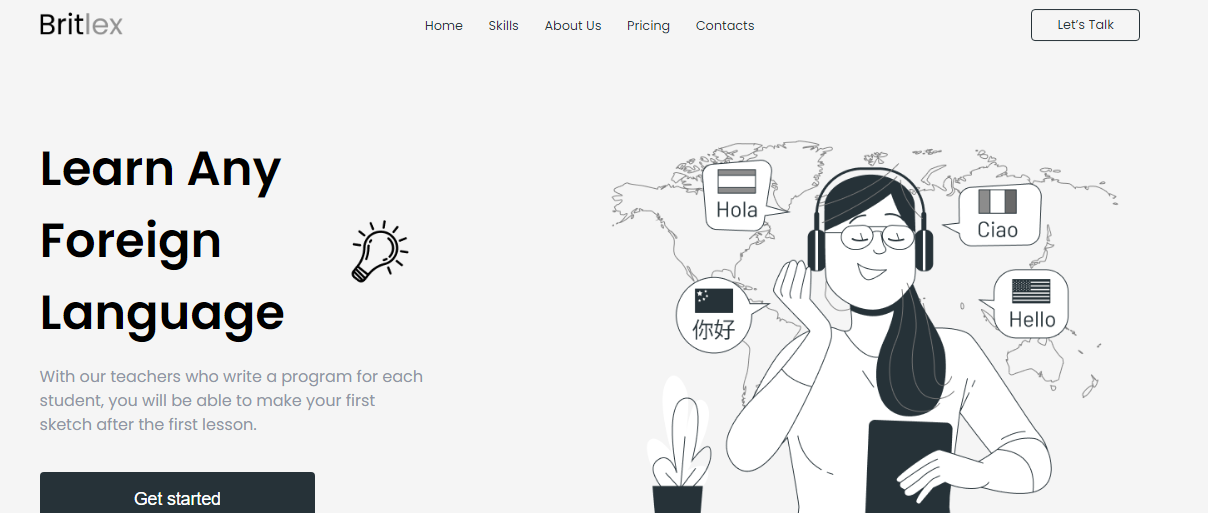 Britlex
Home Skills About Us Pricing Contacts
Let's Talk
Learn Any
Foreign
Language
With our teachers who write a program for each
student, you will be able to make your first
sketch after the first lesson.
Get started
Hola
Ciao
你好
Hello